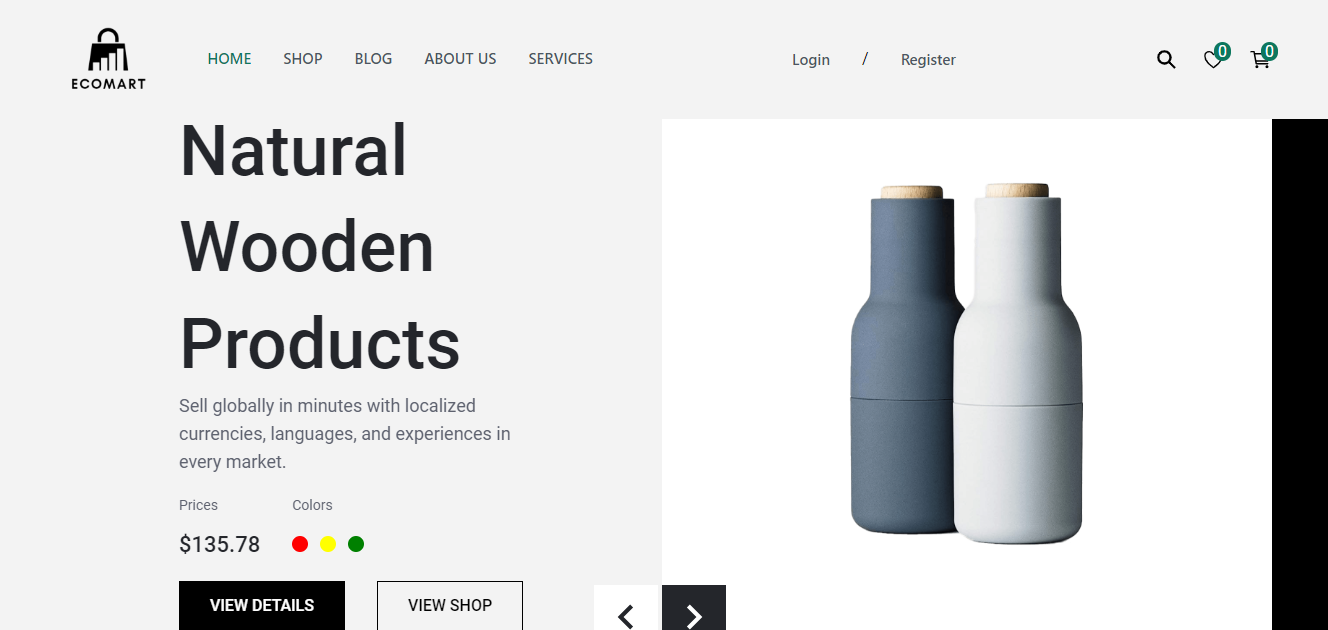 ECOMART
HOME SHOP BLOG ABOUT US SERVICES
Login / Register
0 0
Natural
Wooden
Products
Sell globally in minutes with localized
currencies, languages, and experiences in
every market.
Prices Colors
$135.78
VIEW DETAILS VIEW SHOP